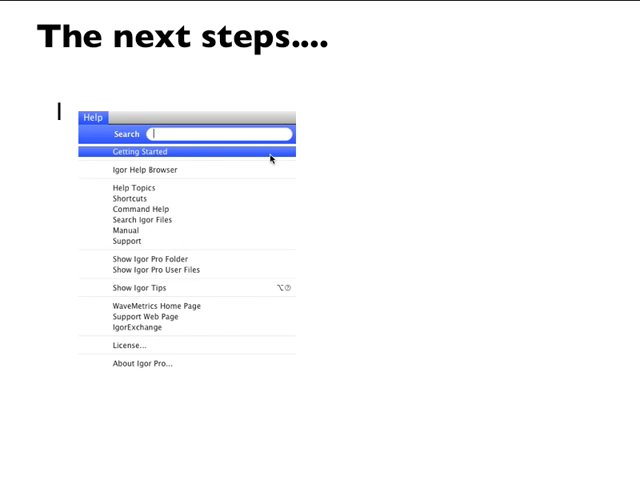 The next steps....
I
Help
Search
Getting Started
Igor Help Browser
Help Topics
Shortcuts
Command Help
Search Igor Files
Manual
Support
Show Igor Pro Folder
Show Igor Pro User Files
Show Igor Tips ⌥?
WaveMetrics Home Page
Support Web Page
IgorExchange
License...
About Igor Pro...